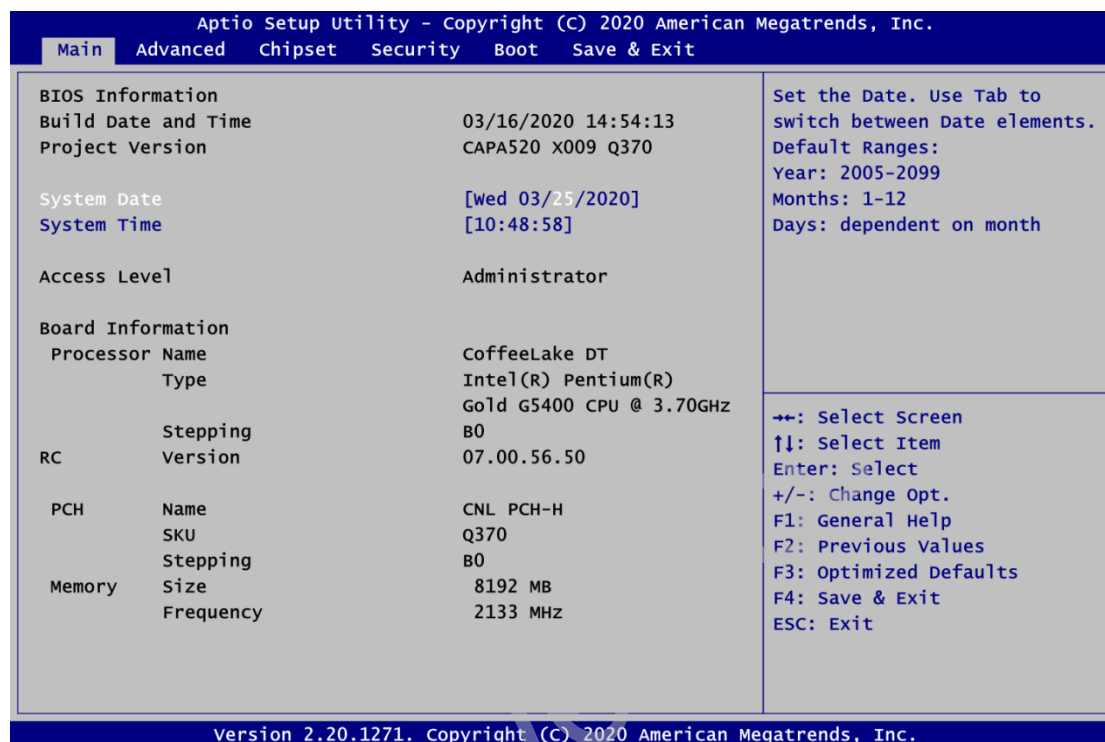 Aptio Setup Utility - Copyright (C) 2020 American Megatrends, Inc.
Main Advanced Chipset Security Boot Save & Exit
BIOS Information
Build Date and Time 03/16/2020 14:54:13
Project Version CAPA520 X009 Q370
System Date [Wed 03/25/2020]
System Time [10:48:58]
Access Level Administrator
Board Information
Processor Name CoffeeLake DT
Type Intel(R) Pentium(R)
Gold G5400 CPU @ 3.70GHz
Stepping B0
RC Version 07.00.56.50
PCH Name CNL PCH-H
SKU Q370
Stepping B0
Memory Size 8192 MB
Frequency 2133 MHz
Set the Date. Use Tab to
switch between Date elements.
Default Ranges:
Year: 2005-2099
Months: 1-12
Days: dependent on month
→←: Select Screen
↑↓: Select Item
Enter: Select
+/-: Change Opt.
F1: General Help
F2: Previous Values
F3: Optimized Defaults
F4: Save & Exit
ESC: Exit
Version 2.20.1271. Copyright (C) 2020 American Megatrends, Inc.